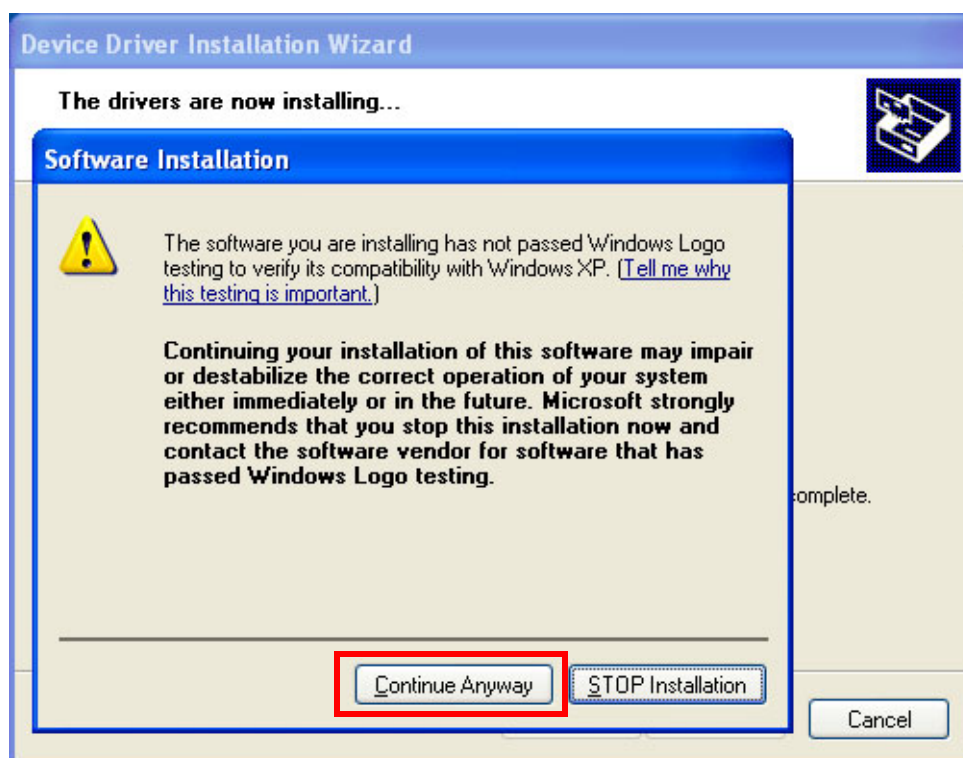 Device Driver Installation Wizard
The drivers are now installing...
Software Installation
The software you are installing has not passed Windows Logo
testing to verify its compatibility with Windows XP. (Tell me why
this testing is important.)
Continuing your installation of this software may impair
or destabilize the correct operation of your system
either immediately or in the future. Microsoft strongly
recommends that you stop this installation now and
contact the software vendor for software that has
passed Windows Logo testing.
complete.
Continue Anyway
STOP Installation
Cancel